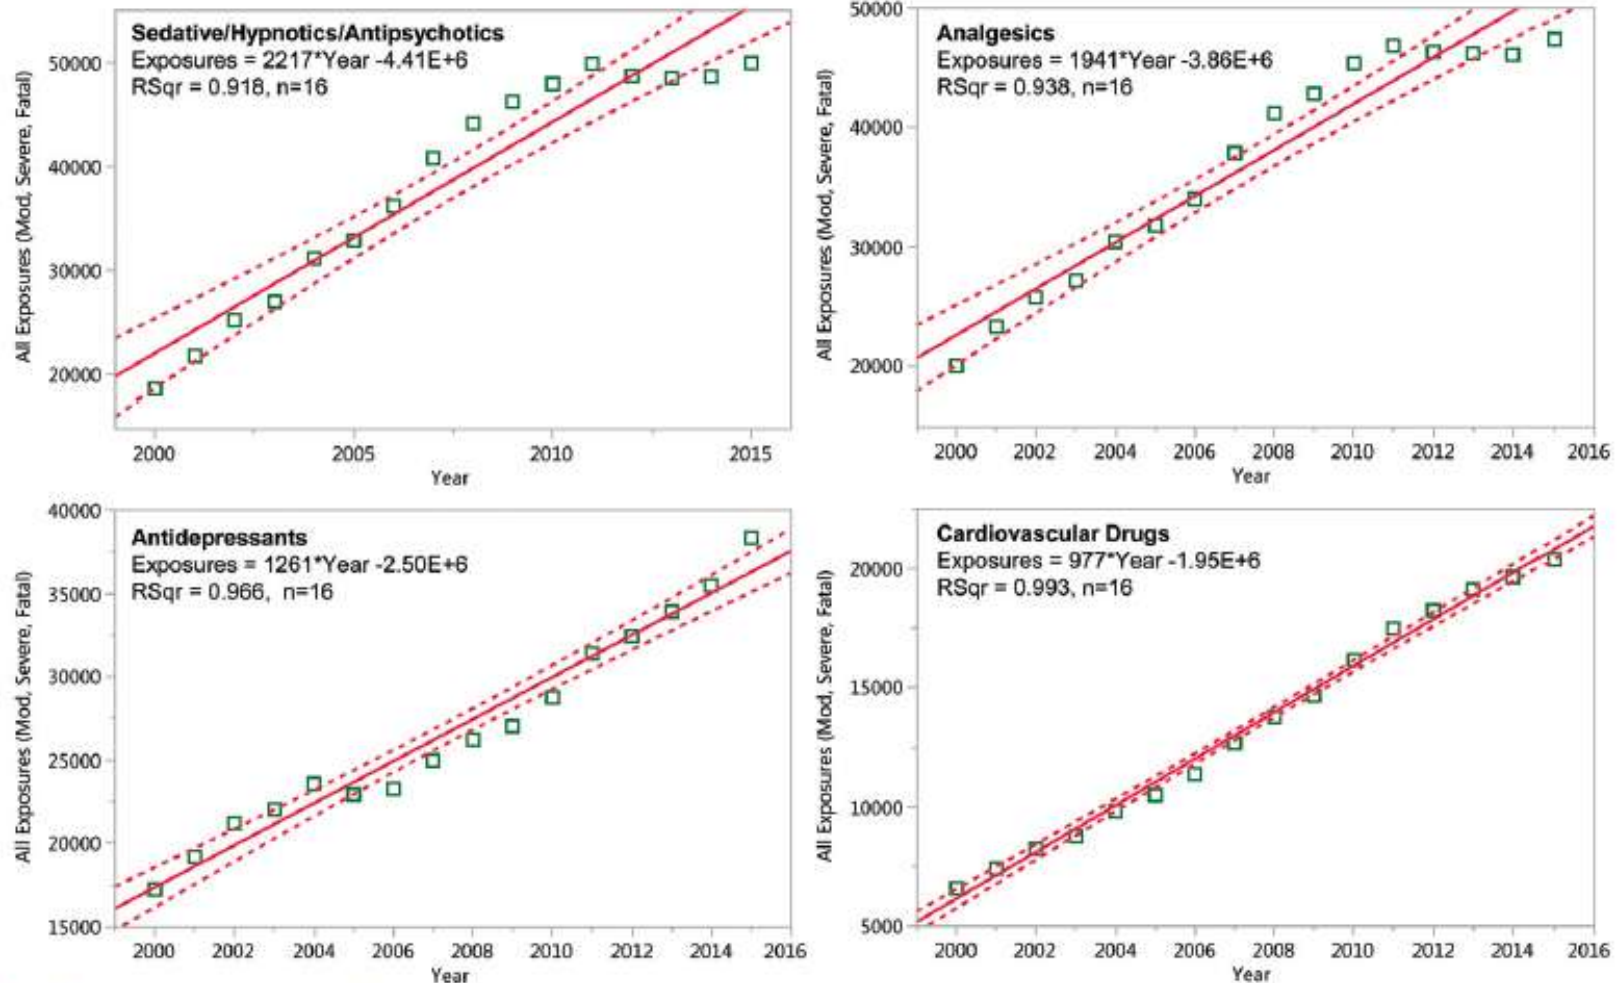 Sedative/Hypnotics/Antipsychotics
Exposures = 2217*Year -4.41E+6
RSqr = 0.918, n=16
All Exposures (Mod, Severe, Fatal)
50000
40000
30000
20000
2000 2005 2010 2015
Year
Analgesics
Exposures = 1941*Year -3.86E+6
RSqr = 0.938, n=16
All Exposures (Mod, Severe, Fatal)
50000
40000
30000
20000
2000 2002 2004 2006 2008 2010 2012 2014 2016
Year
Antidepressants
Exposures = 1261*Year -2.50E+6
RSqr = 0.966, n=16
All Exposures (Mod, Severe, Fatal)
40000
35000
30000
25000
20000
15000
2000 2002 2004 2006 2008 2010 2012 2014 2016
Year
Cardiovascular Drugs
Exposures = 977*Year -1.95E+6
RSqr = 0.993, n=16
All Exposures (Mod, Severe, Fatal)
20000
15000
10000
5000
2000 2002 2004 2006 2008 2010 2012 2014 2016
Year